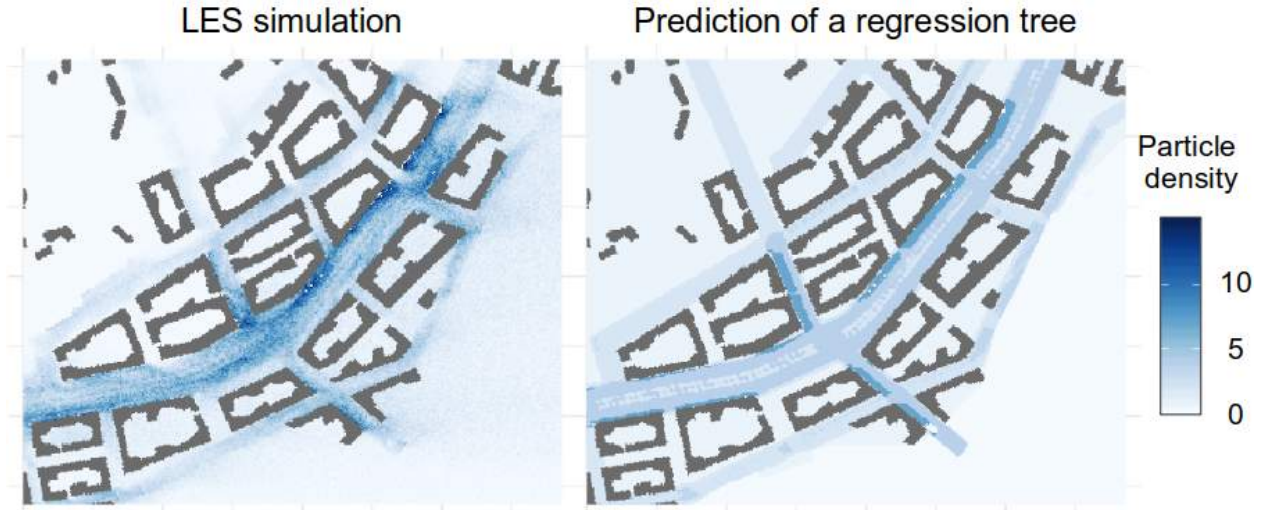 LES simulation
Prediction of a regression tree
Particle
density
10
5
0